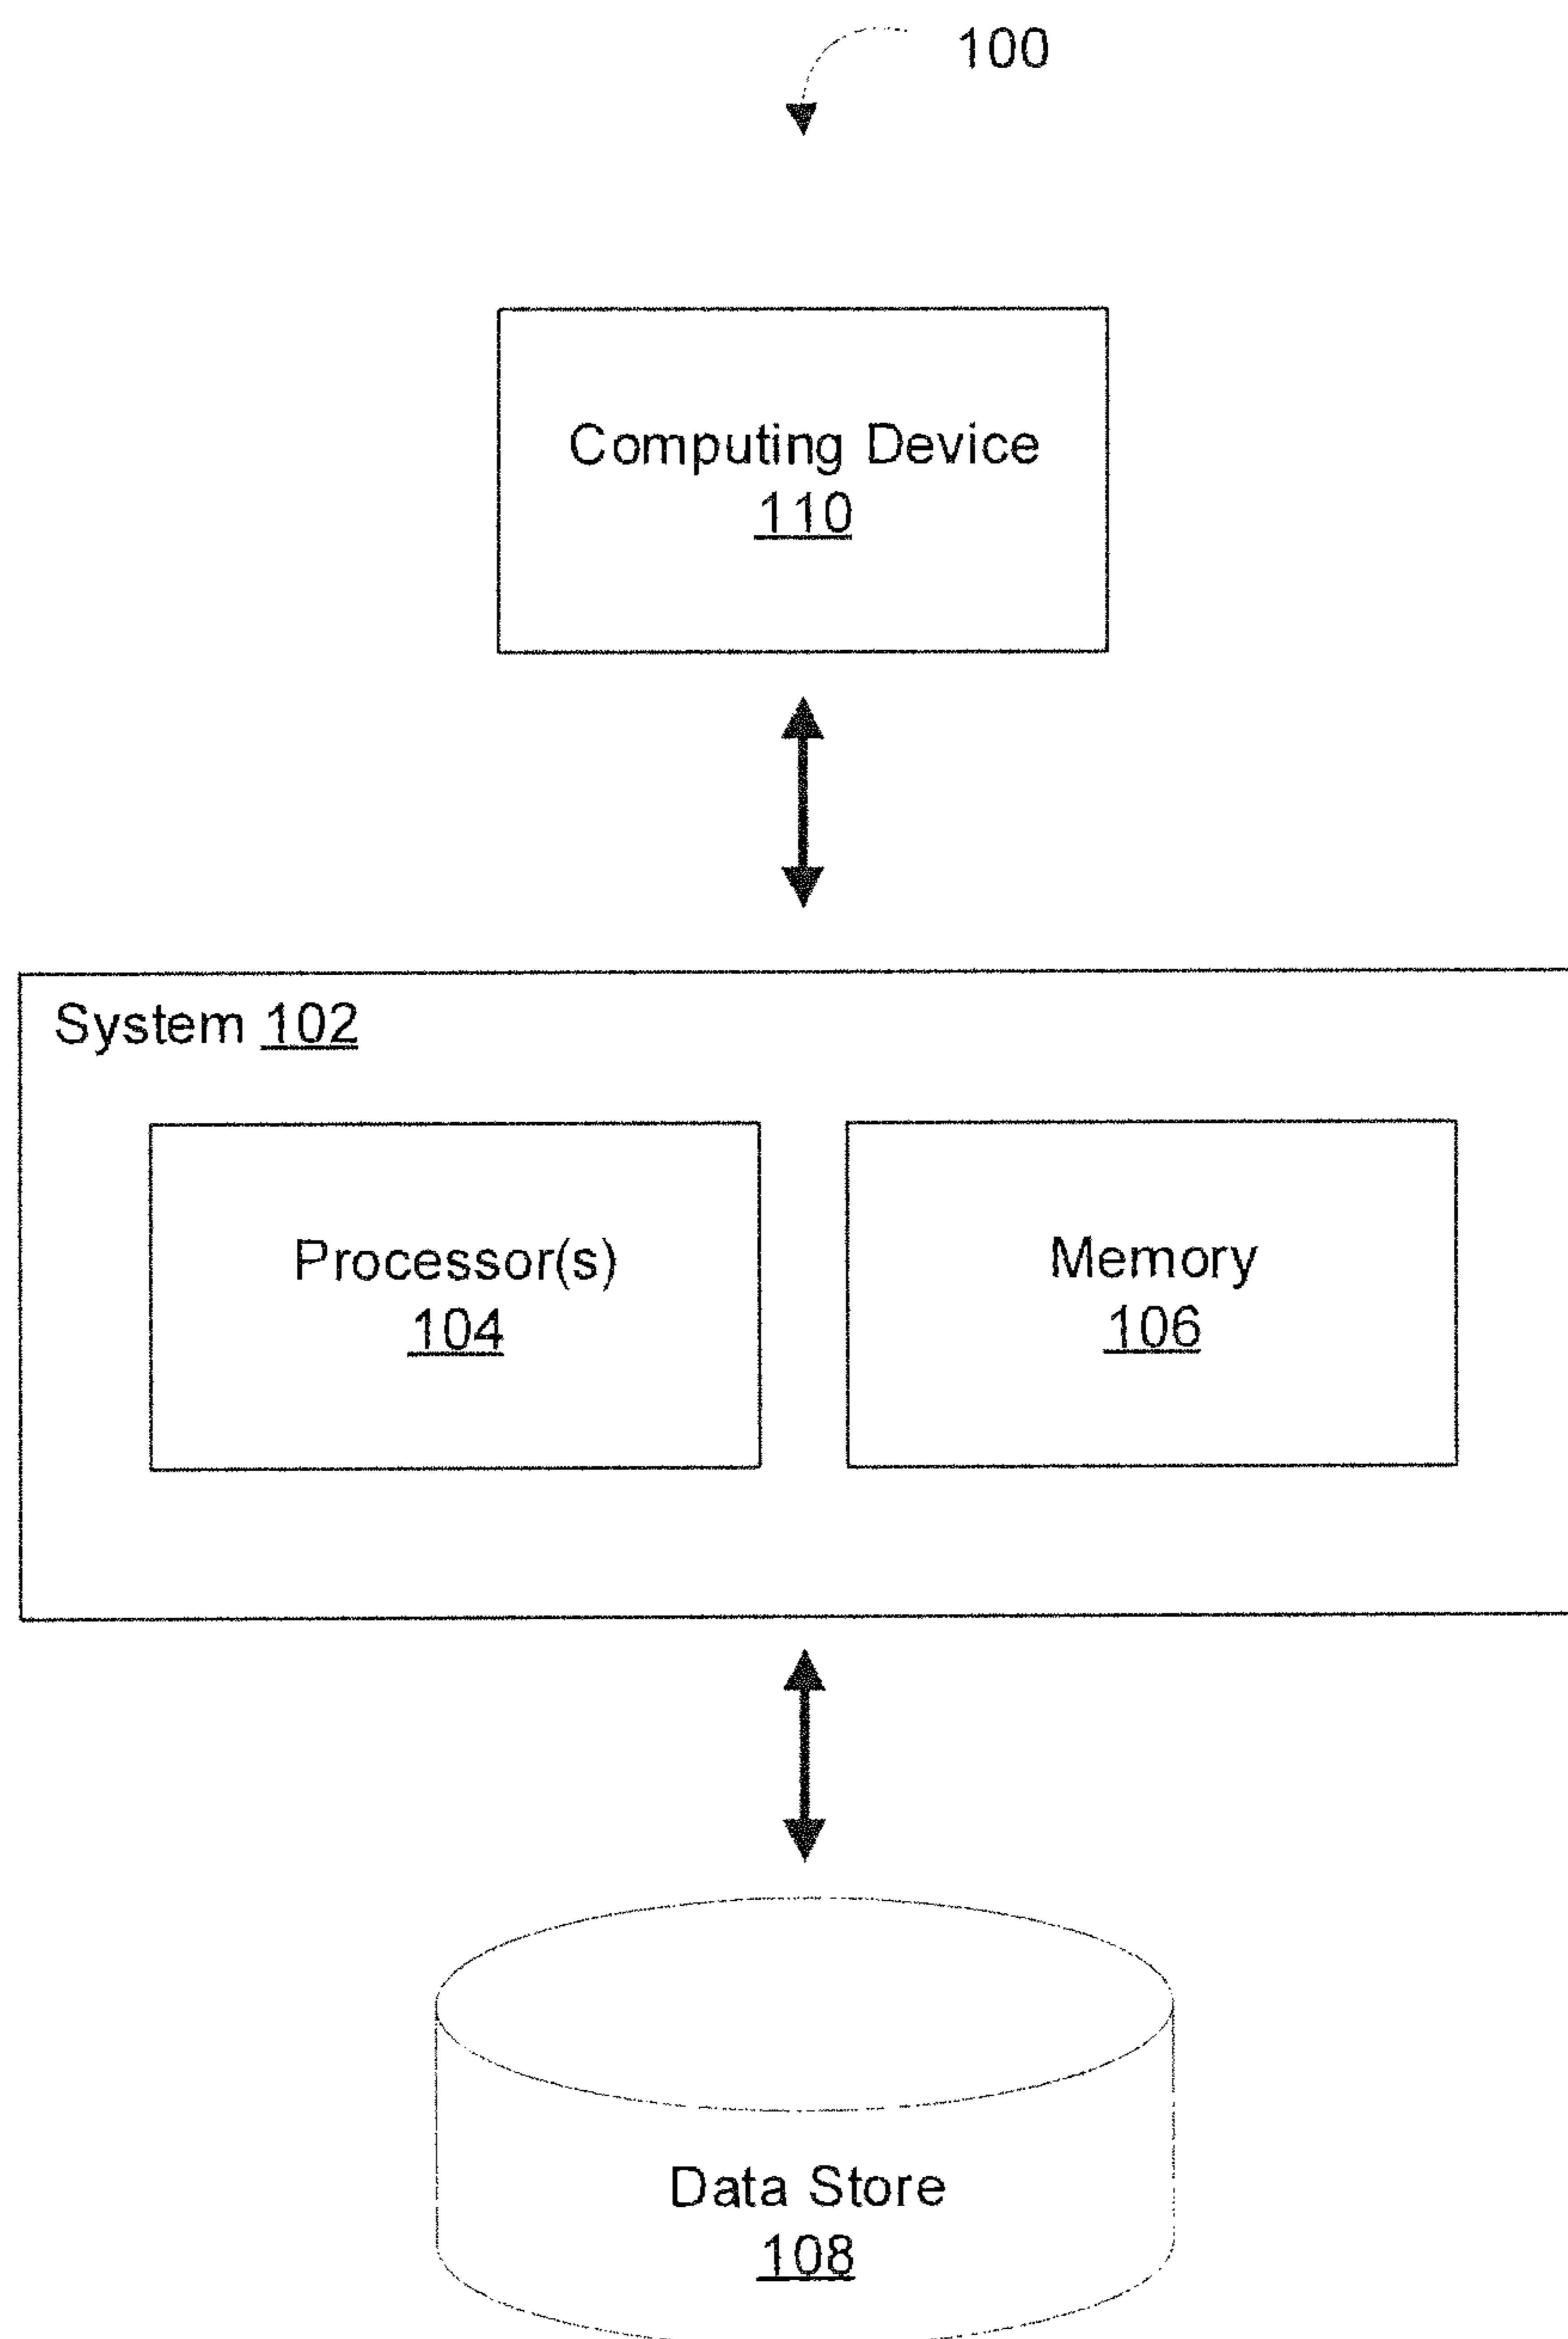 100
Computing Device
110
System 102
Processor(s)
104
Memory
106
Data Store
108